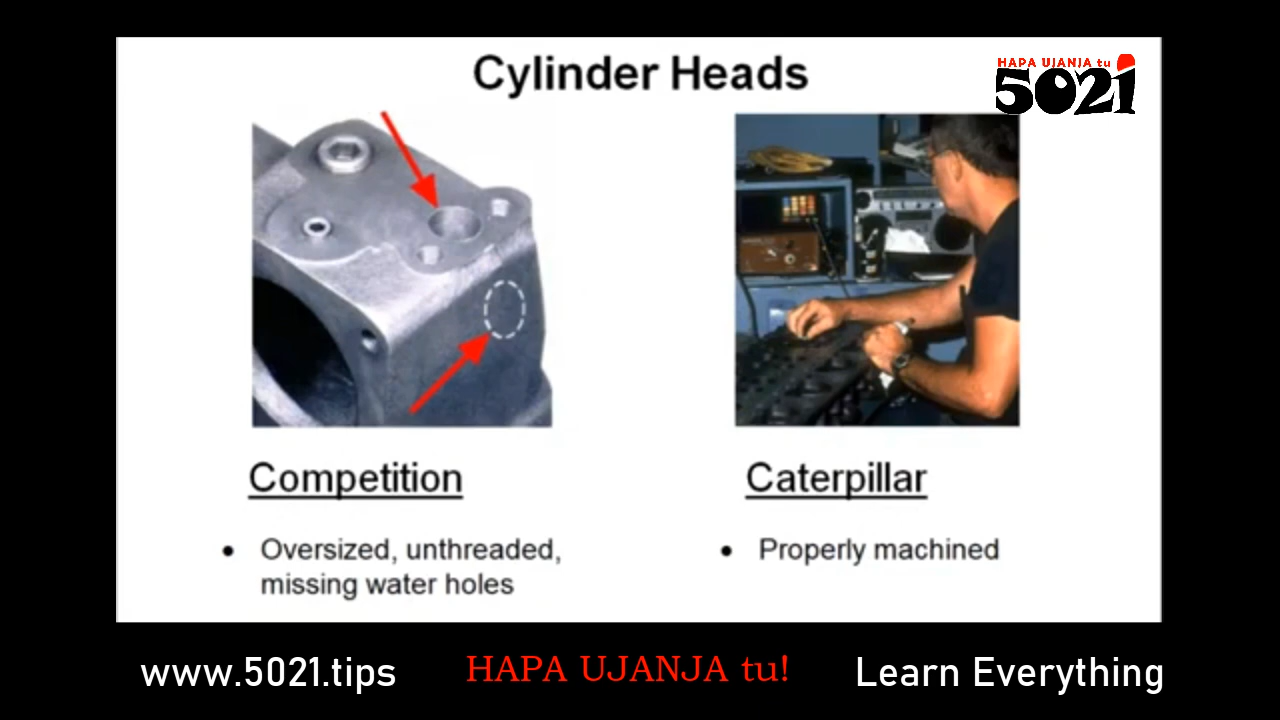 Cylinder Heads
HAPA UJANJA tu
5021
Competition
Caterpillar
• Oversized, unthreaded,
missing water holes
• Properly machined
www.5021.tips
HAPA UJANJA tu!
Learn Everything